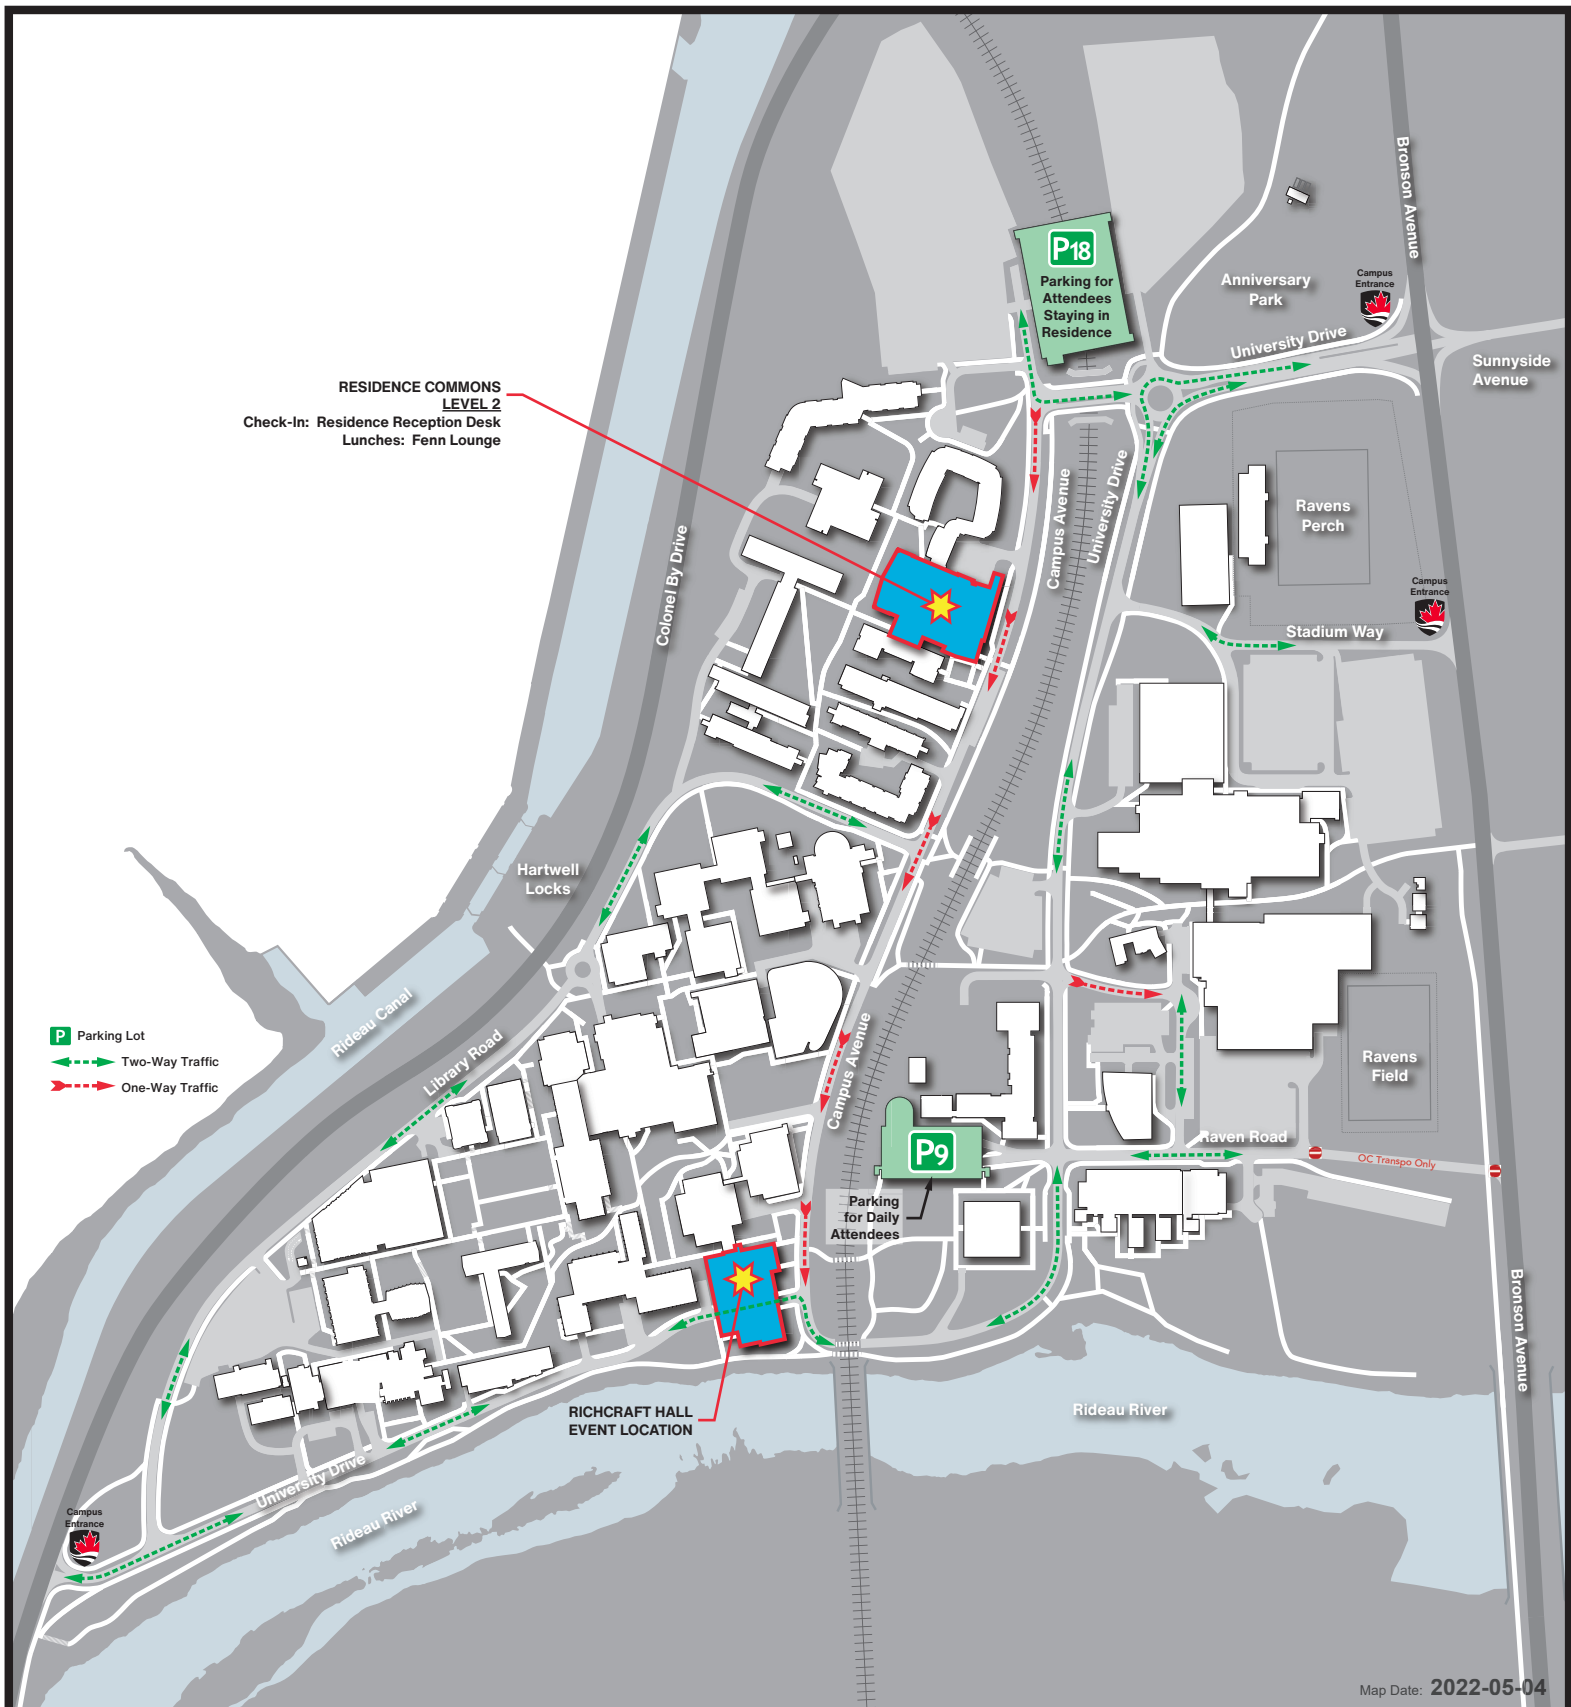 Bronson Avenue
P18
Parking for
Attendees
Staying in
Residence
Anniversary
Park
Campus
Entrance
University Drive
Sunnyside
Avenue
RESIDENCE COMMONS
LEVEL 2
Check-In: Residence Reception Desk
Lunches: Fenn Lounge
Campus Avenue
University Drive
Ravens
Perch
Colonel By Drive
Campus
Entrance
Stadium Way
Hartwell
Locks
Rideau Canal
Library Road
P Parking Lot
Two-Way Traffic
One-Way Traffic
Campus Avenue
Ravens
Field
P9
Raven Road
OC Transpo Only
Parking
for Daily
Attendees
Bronson Avenue
RICHCRAFT HALL
EVENT LOCATION
Rideau River
University Drive
Rideau River
Campus
Entrance
Map Date: 2022-05-04